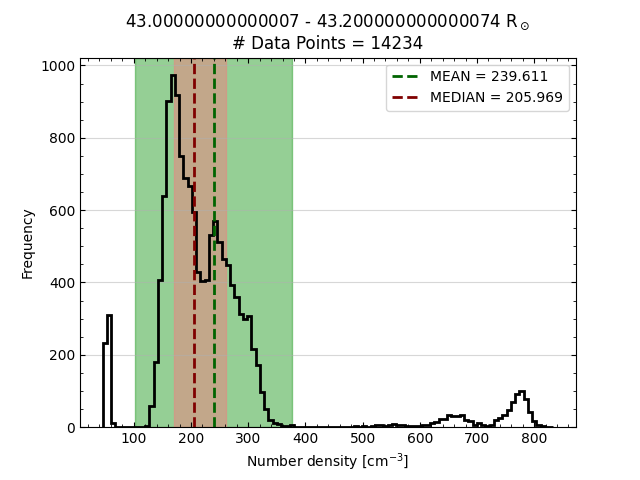 43.00000000000007 - 43.200000000000074 R☉
# Data Points = 14234
MEAN = 239.611
MEDIAN = 205.969
1000
800
600
400
200
0
Frequency
100 200 300 400 500 600 700 800
Number density [cm⁻³]